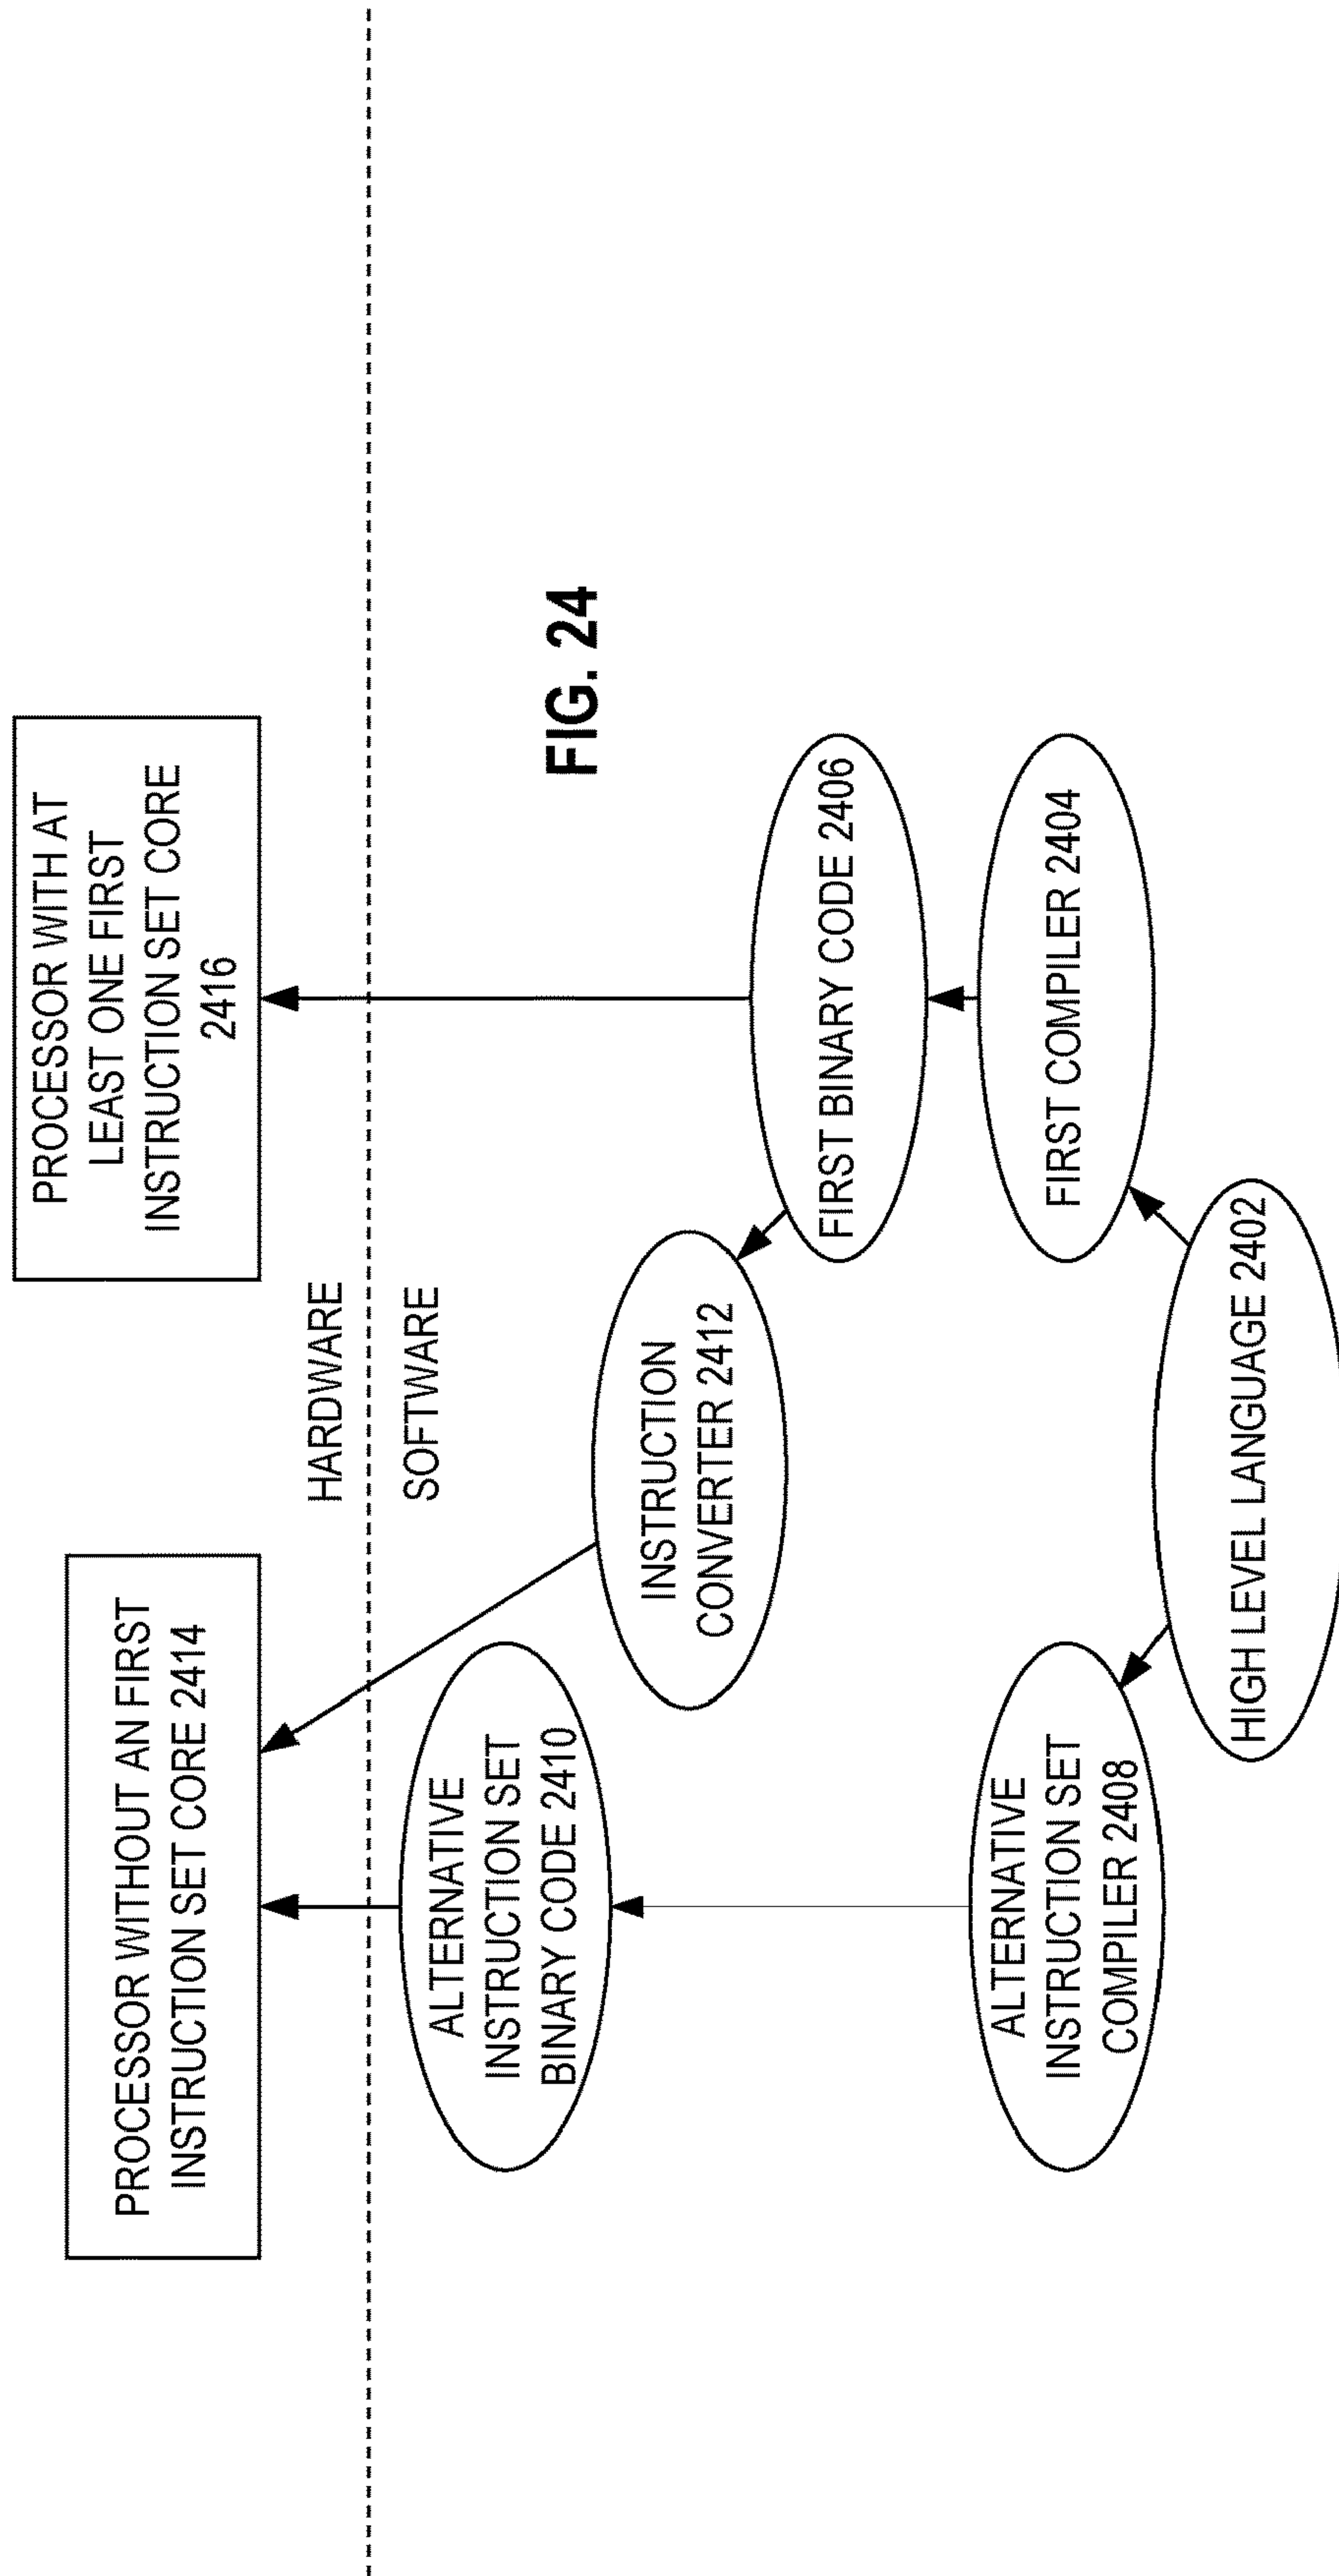 PROCESSOR WITHOUT AN FIRST
INSTRUCTION SET CORE 2414
PROCESSOR WITH AT
LEAST ONE FIRST
INSTRUCTION SET CORE
2416
HARDWARE
SOFTWARE
ALTERNATIVE
INSTRUCTION SET
BINARY CODE 2410
INSTRUCTION
CONVERTER 2412
FIG. 24
FIRST BINARY CODE 2406
ALTERNATIVE
INSTRUCTION SET
COMPILER 2408
FIRST COMPILER 2404
HIGH LEVEL LANGUAGE 2402